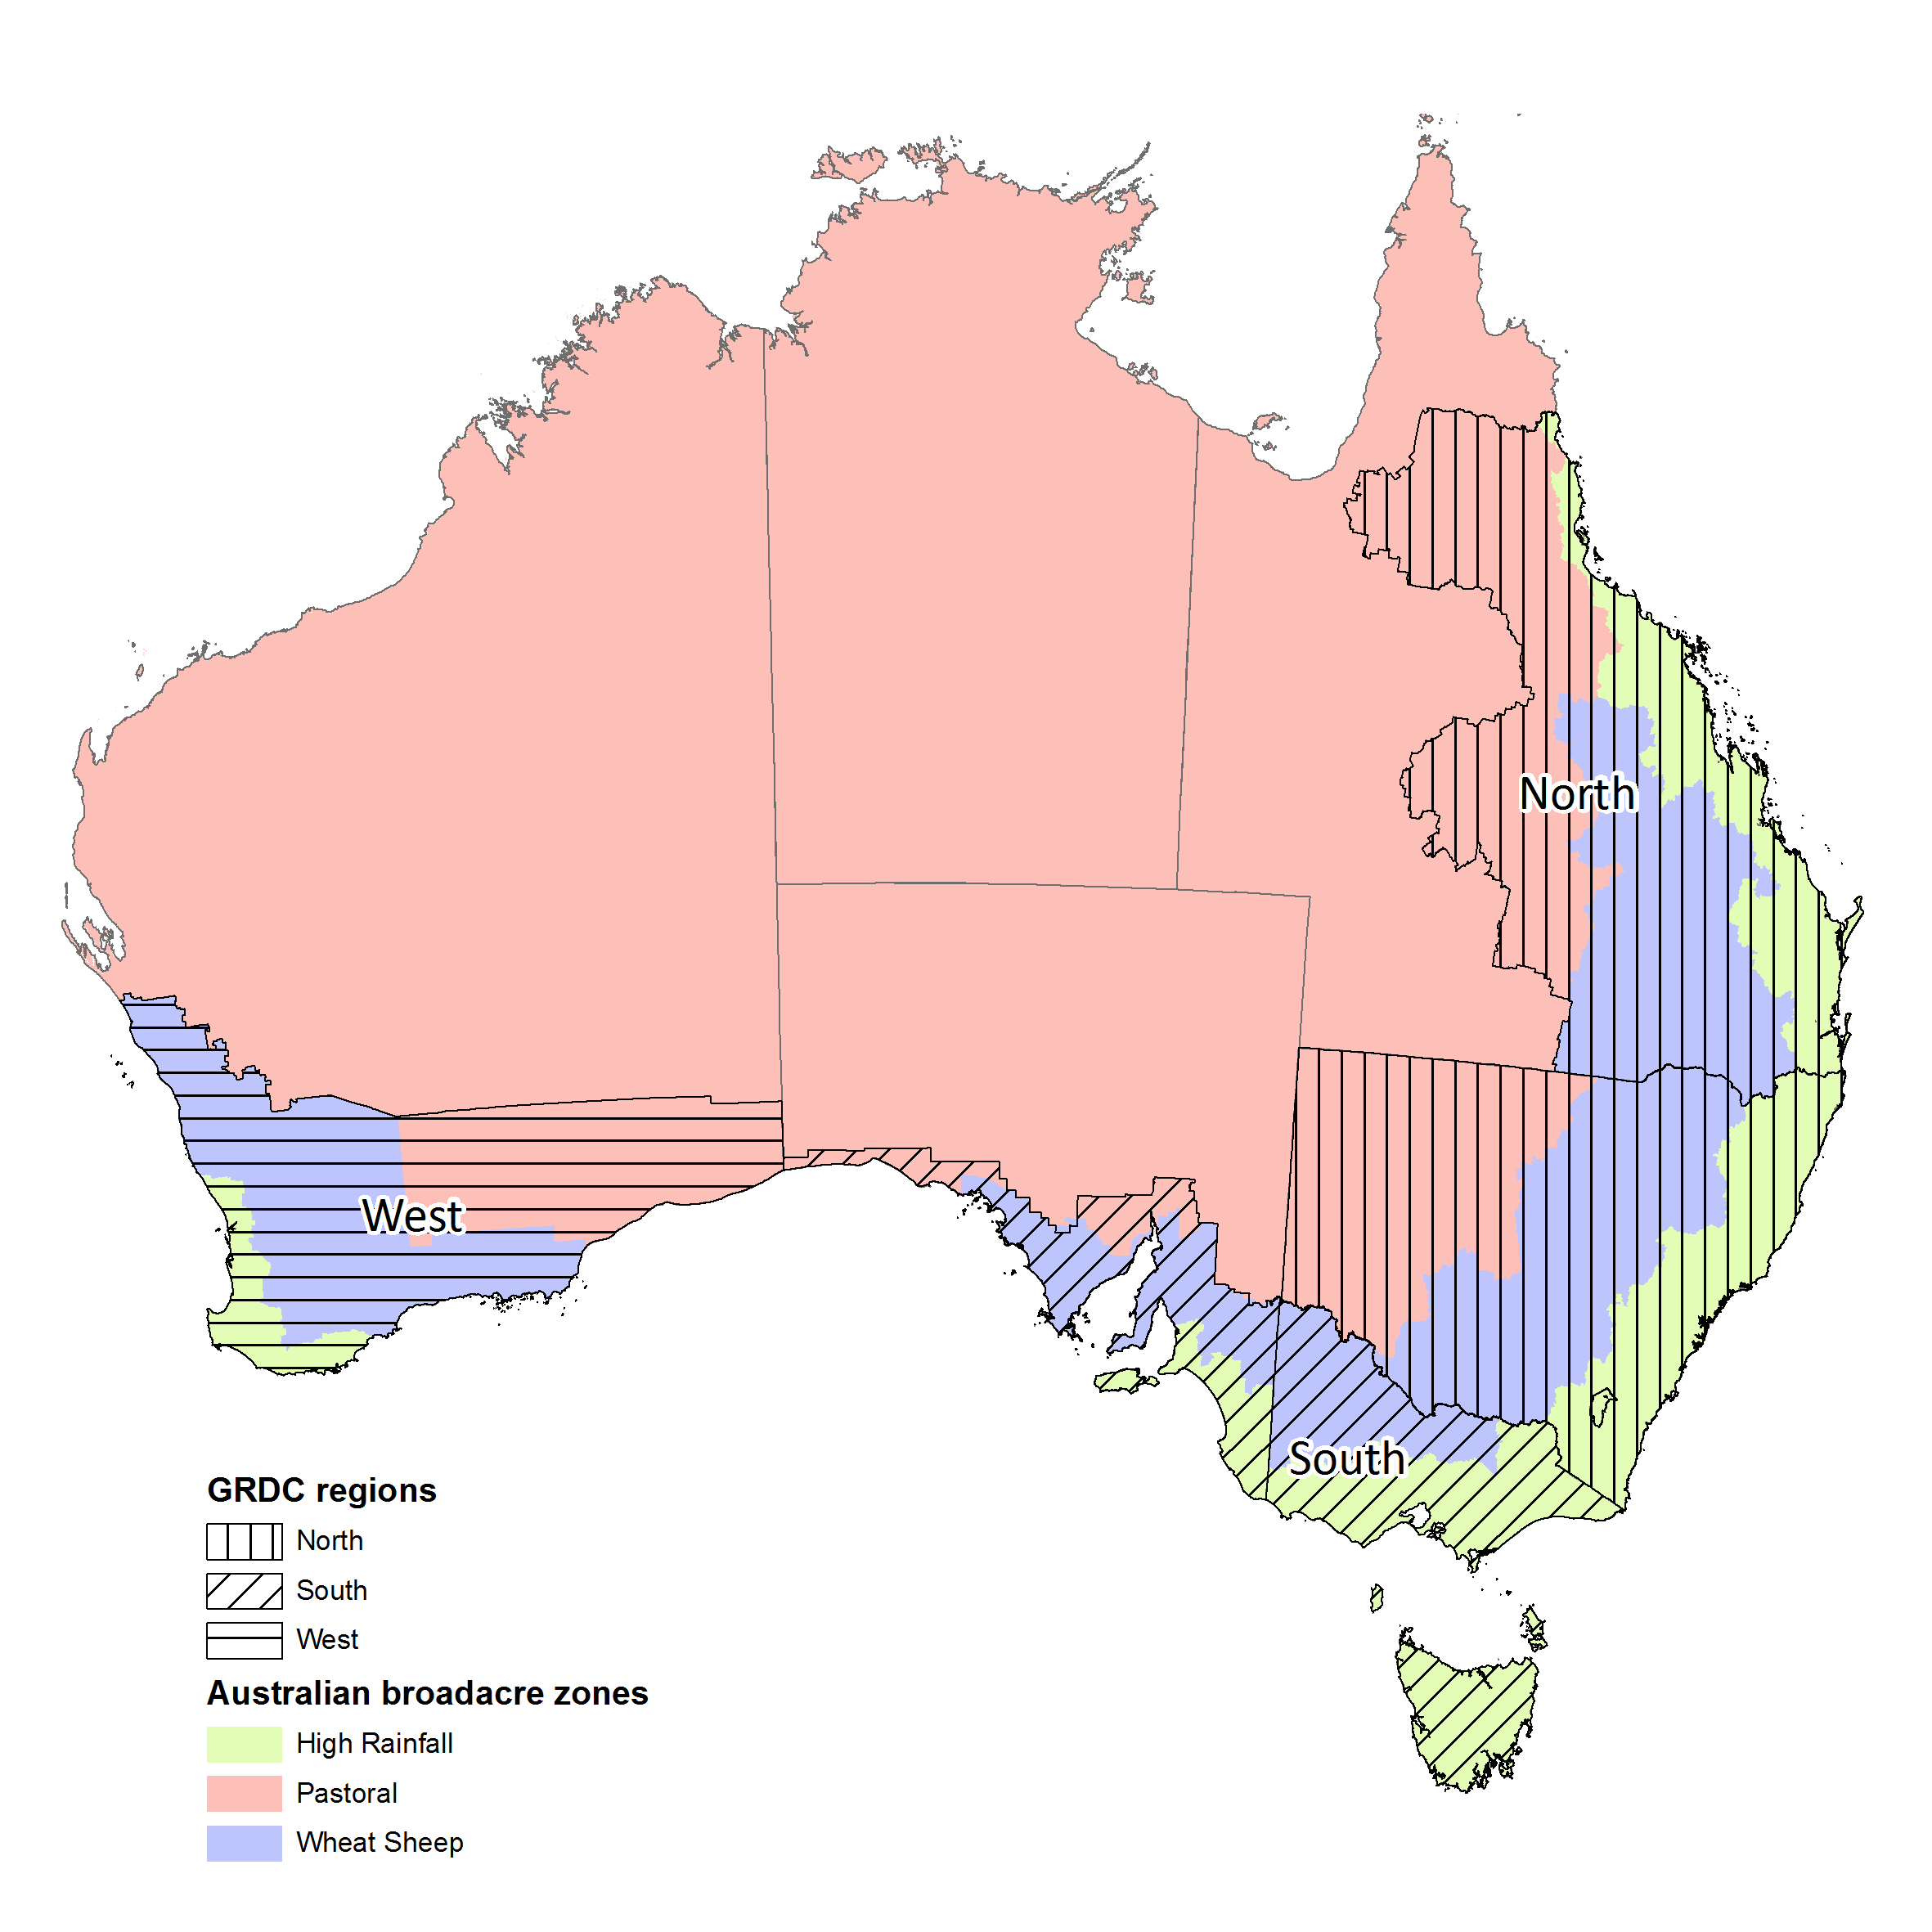 North
West
South
GRDC regions
North
South
West
Australian broadacre zones
High Rainfall
Pastoral
Wheat Sheep